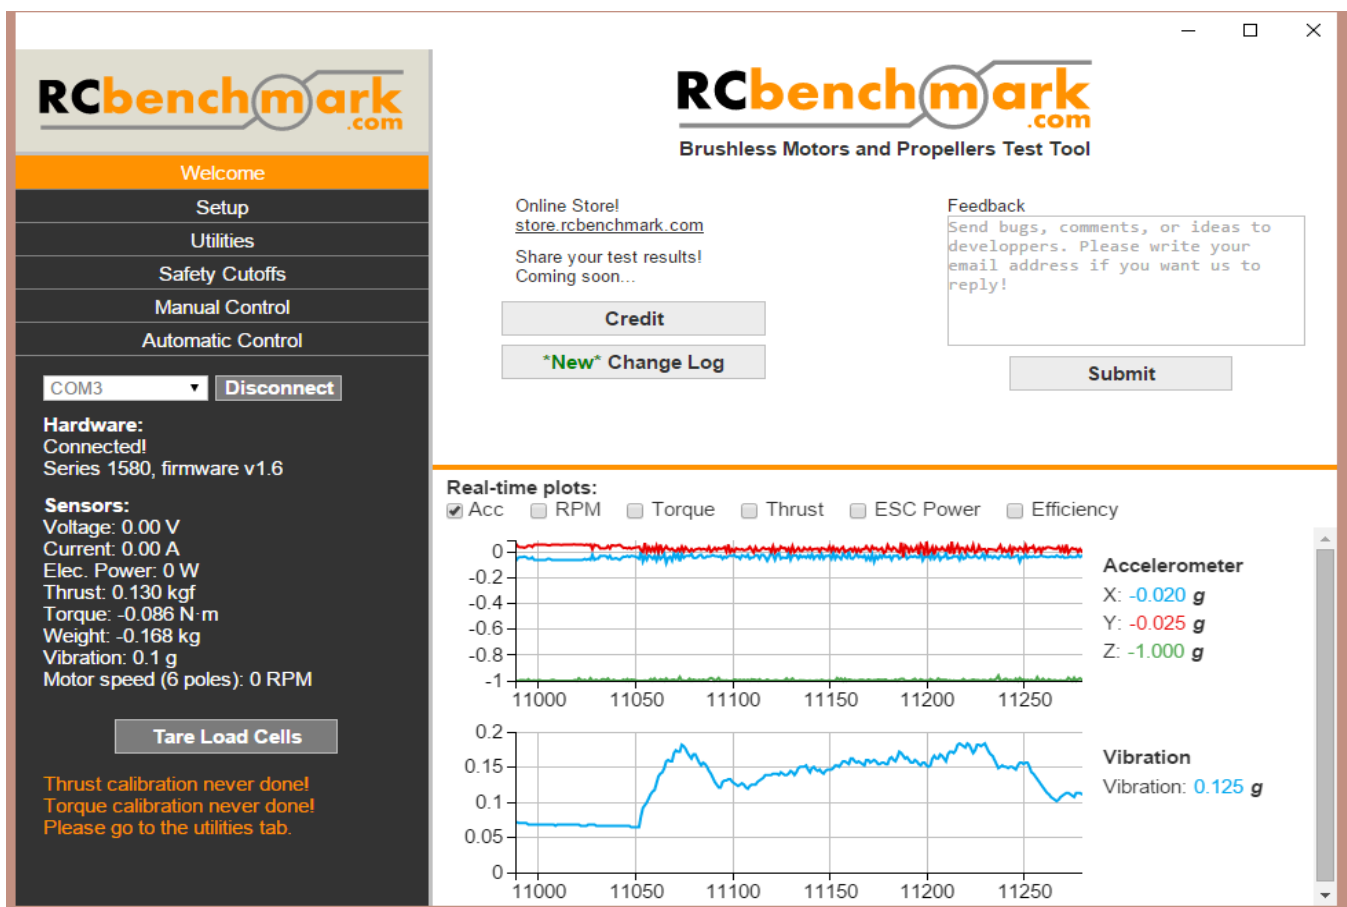 RCbenchmark
.com
Welcome
Setup
Utilities
Safety Cutoffs
Manual Control
Automatic Control
COM3 Disconnect
Hardware:
Connected!
Series 1580, firmware v1.6
Sensors:
Voltage: 0.00 V
Current: 0.00 A
Elec. Power: 0 W
Thrust: 0.130 kgf
Torque: -0.086 N·m
Weight: -0.168 kg
Vibration: 0.1 g
Motor speed (6 poles): 0 RPM
Tare Load Cells
Thrust calibration never done!
Torque calibration never done!
Please go to the utilities tab.
RCbenchmark
.com
Brushless Motors and Propellers Test Tool
Online Store!
store.rcbenchmark.com
Share your test results!
Coming soon...
Credit
*New* Change Log
Feedback
Send bugs, comments, or ideas to
developpers. Please write your
email address if you want us to
reply!
Submit
Real-time plots:
Acc RPM Torque Thrust ESC Power Efficiency
0
-0.2
-0.4
-0.6
-0.8
-1
11000 11050 11100 11150 11200 11250
Accelerometer
X: -0.020 g
Y: -0.025 g
Z: -1.000 g
0.2
0.15
0.1
0.05
0
11000 11050 11100 11150 11200 11250
Vibration
Vibration: 0.125 g